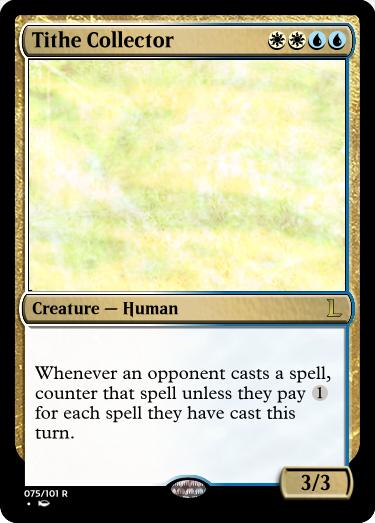 Tithe Collector
Creature — Human
L
Whenever an opponent casts a spell,
counter that spell unless they pay 1
for each spell they have cast this
turn.
3/3
075/101 R